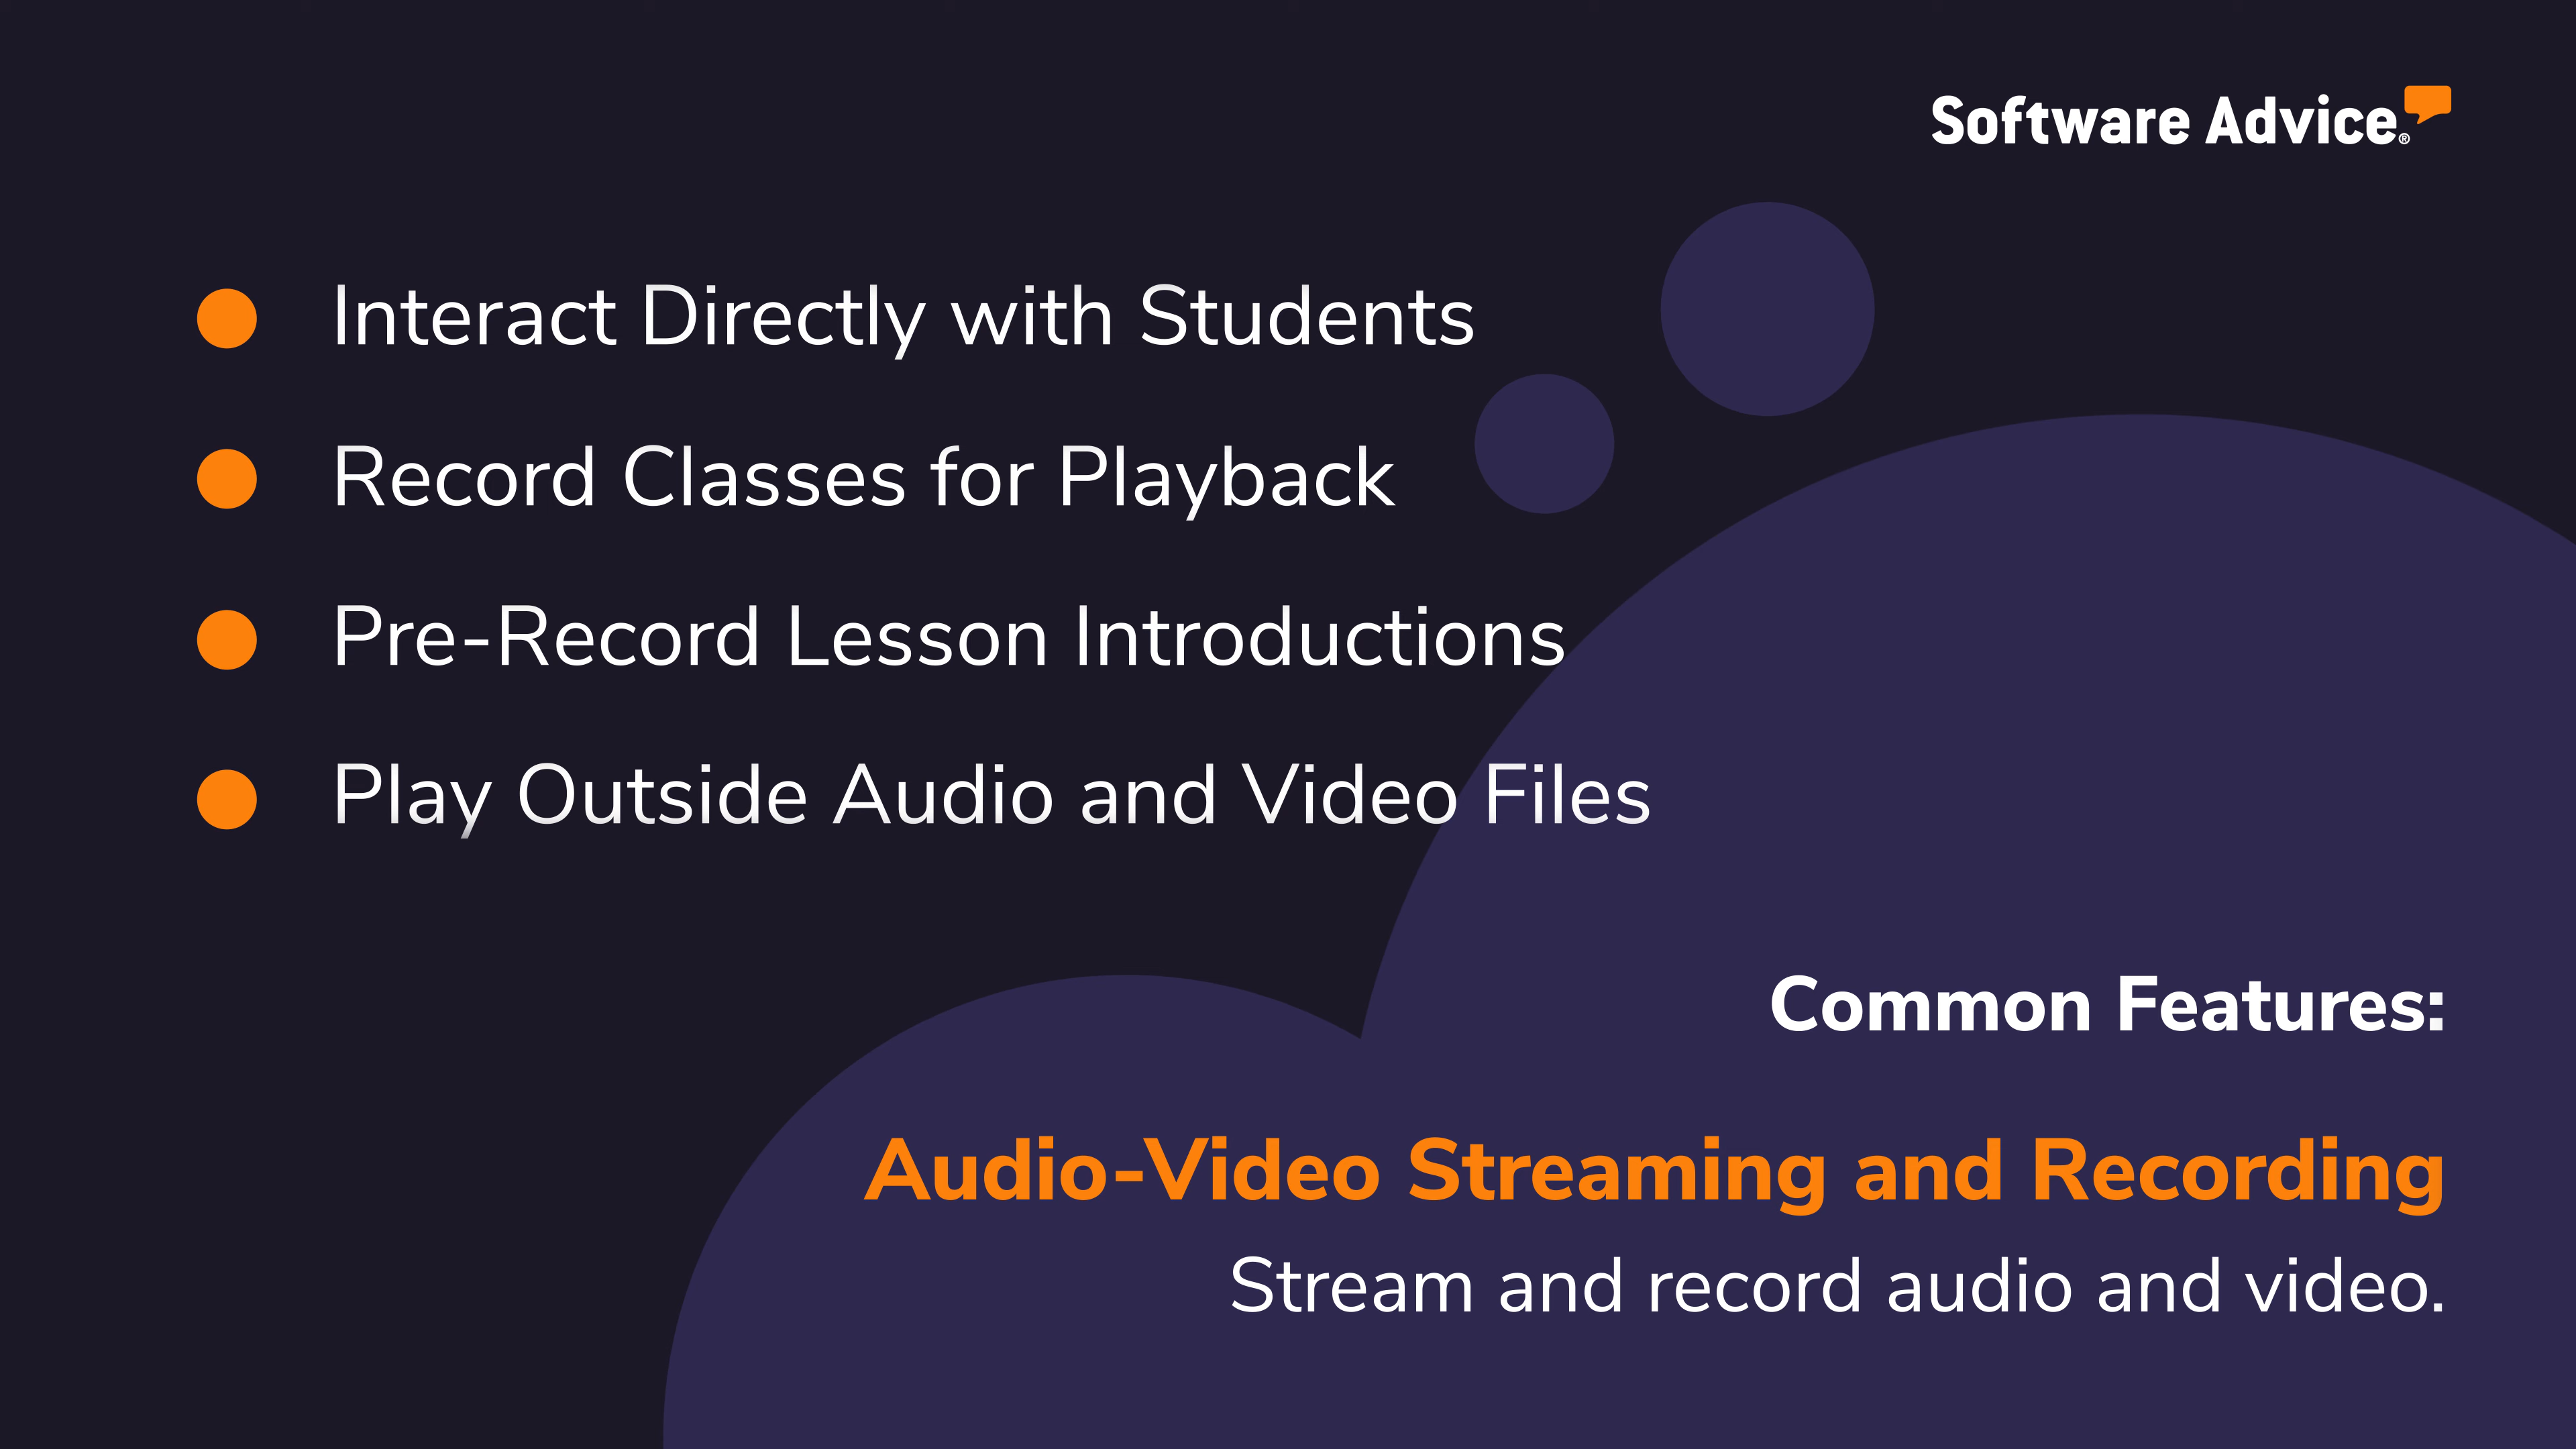 Software Advice®
Interact Directly with Students
Record Classes for Playback
Pre-Record Lesson Introductions
Play Outside Audio and Video Files
Common Features:
Audio-Video Streaming and Recording
Stream and record audio and video.